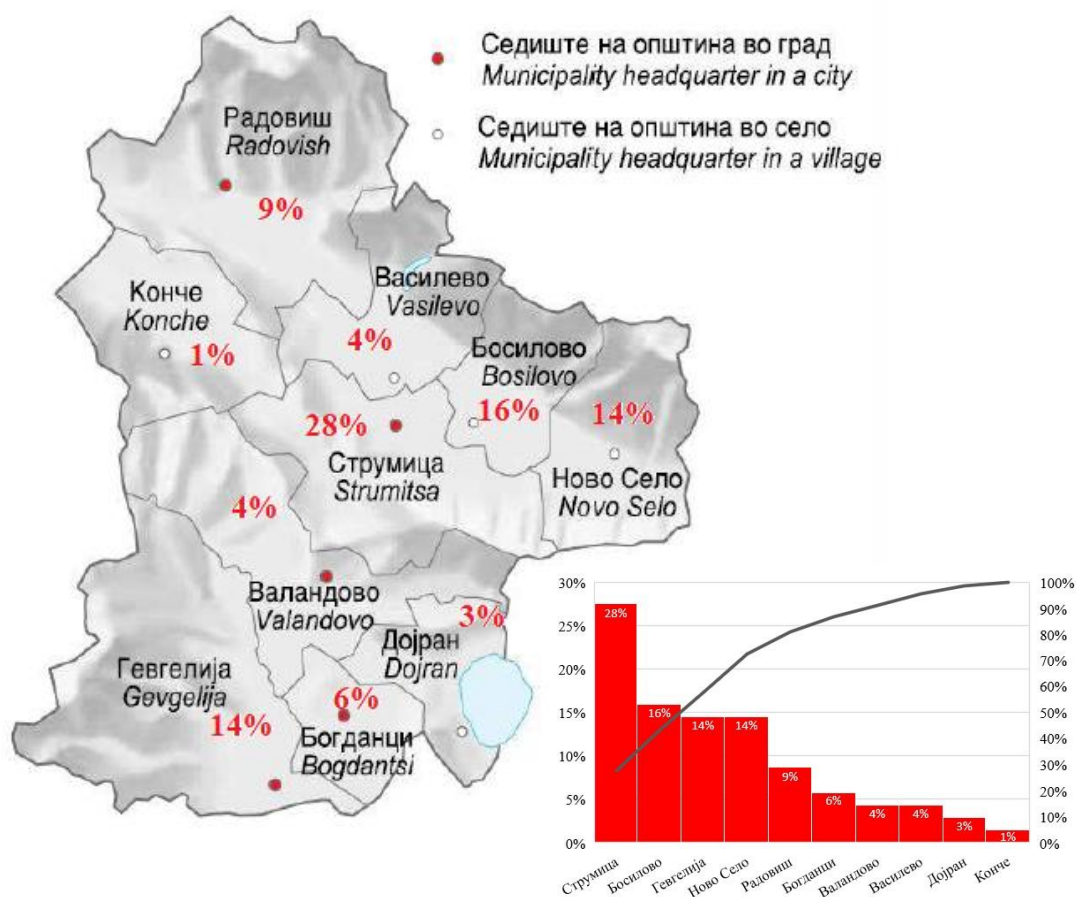 Седиште на општина во град
Municipality headquarter in a city
Седиште на општина во село
Municipality headquarter in a village
Радовиш
Radovish
9%
Василево
Vasilevo
4%
Конче
Konche
1%
Босилово
Bosilovo
16%
14%
Ново Село
Novo Selo
28%
Струмица
Strumitsa
4%
Валандово
Valandovo
3%
Дојран
Dojran
Гевгелија
Gevgelija
14%
6%
Богданци
Bogdantsi
30%
25%
20%
15%
10%
5%
0%
28%
16%
14%
14%
9%
6%
4%
4%
3%
1%
100%
90%
80%
70%
60%
50%
40%
30%
20%
10%
0%
Струмица
Босилово
Гевгелија
Ново Село
Радовиш
Богданци
Валандово
Василево
Дојран
Конче